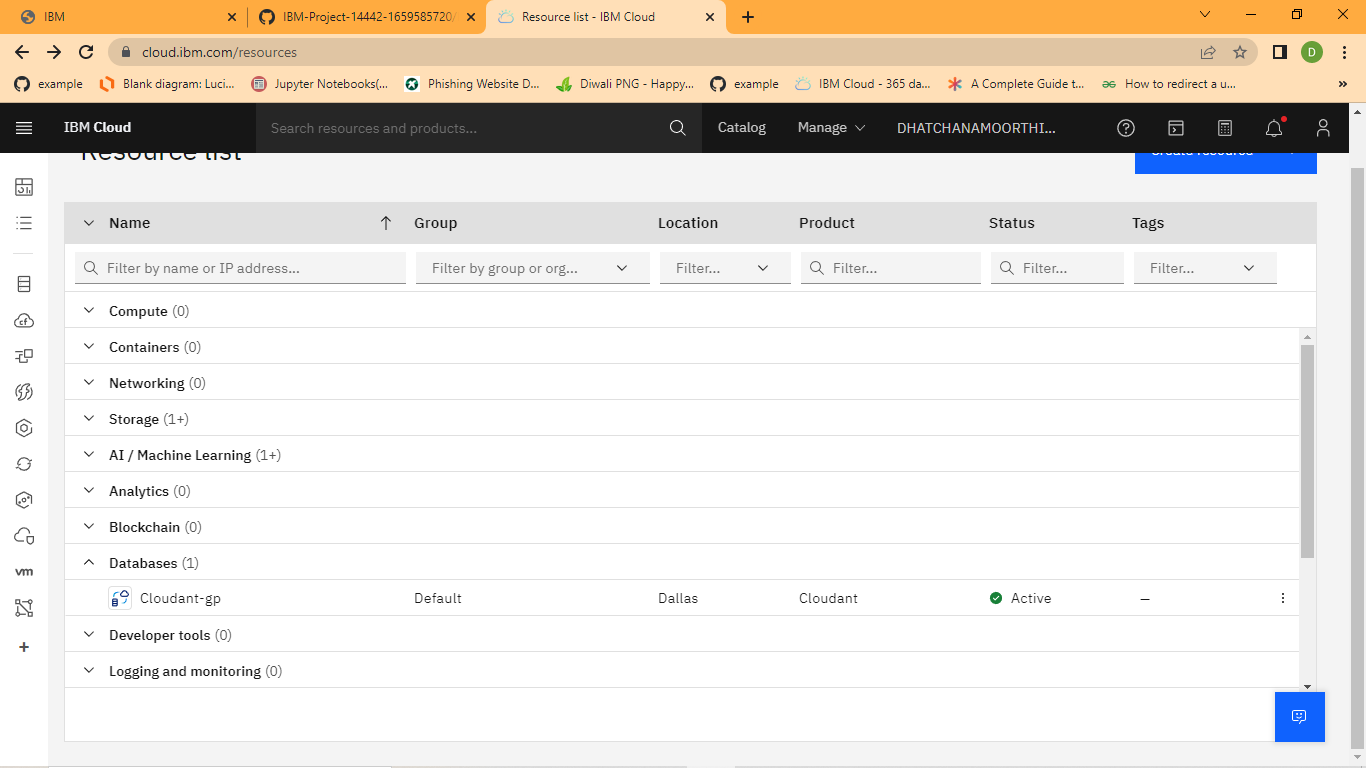 IBM
IBM-Project-14442-1659585720/
Resource list - IBM Cloud
cloud.ibm.com/resources
D
example
Blank diagram: Luci...
Jupyter Notebooks(...
Phishing Website D...
Diwali PNG - Happy...
example
IBM Cloud - 365 da...
A Complete Guide t...
How to redirect a u...
»
IBM Cloud
Search resources and products...
Catalog
Manage
DHATCHANAMOORTHI...
Resource list
Create resource
Name
Group
Location
Product
Status
Tags
Filter by name or IP address...
Filter by group or org...
Filter...
Filter...
Filter...
Filter...
Compute (0)
Containers (0)
Networking (0)
Storage (1+)
AI / Machine Learning (1+)
Analytics (0)
Blockchain (0)
Databases (1)
Cloudant-gp
Default
Dallas
Cloudant
Active
—
Developer tools (0)
Logging and monitoring (0)
cf
vm